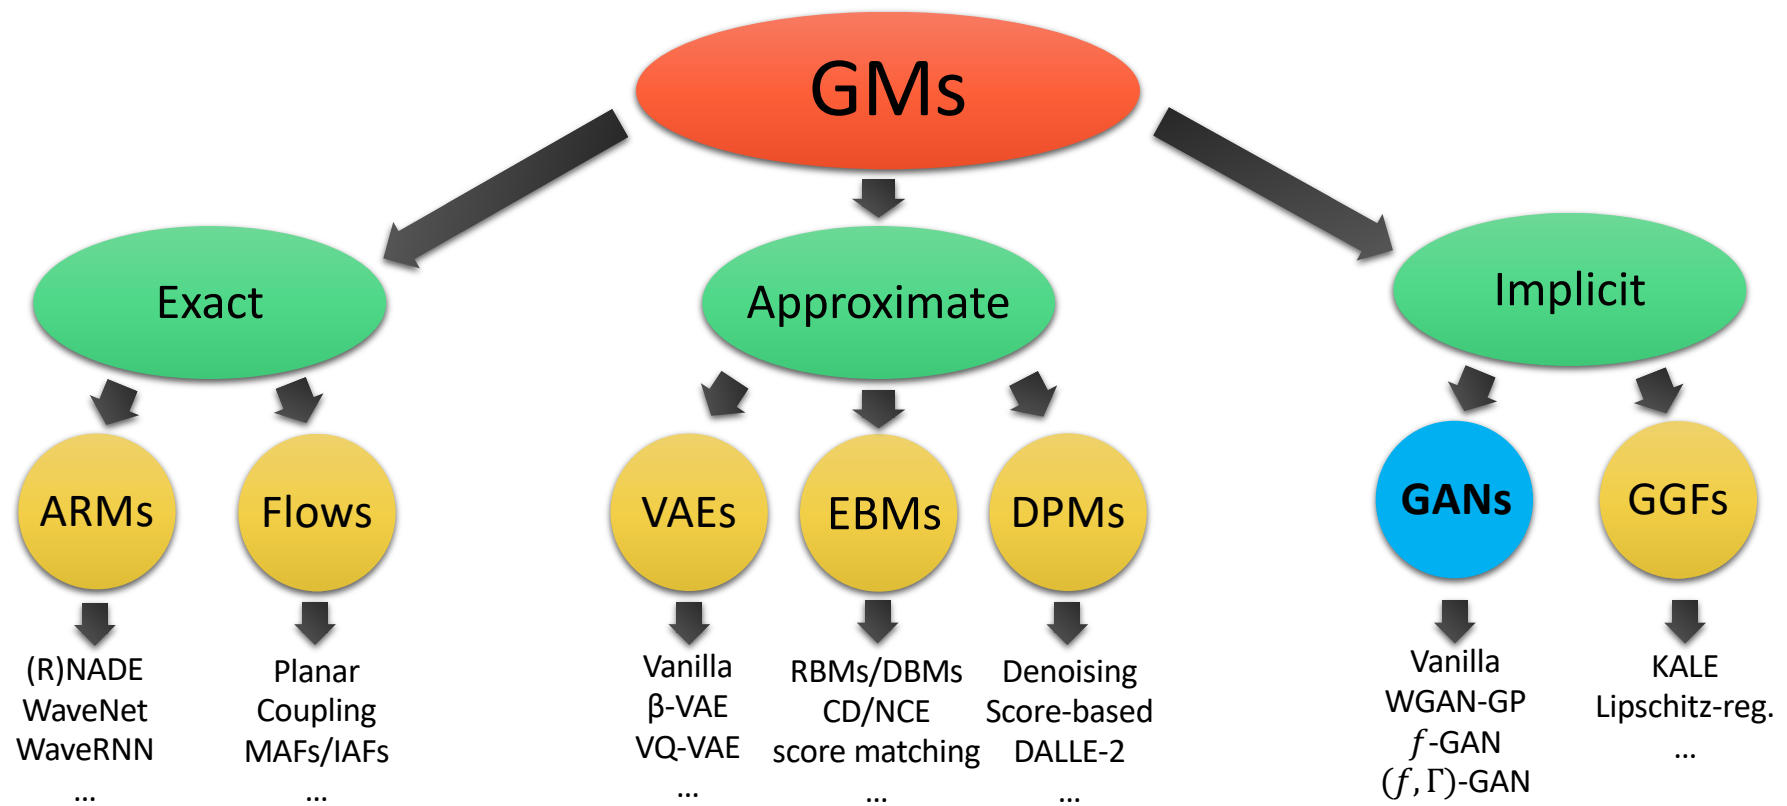 GMs
Exact
Approximate
Implicit
ARMs
Flows
VAEs
EBMs
DPMs
GANs
GGFs
(R)NADE
WaveNet
WaveRNN
...
Planar
Coupling
MAFs/IAFs
...
Vanilla
β-VAE
VQ-VAE
...
RBMs/DBMs
CD/NCE
score matching
...
Denoising
Score-based
DALLE-2
...
Vanilla
WGAN-GP
f-GAN
(f, Γ)-GAN
KALE
Lipschitz-reg.
...